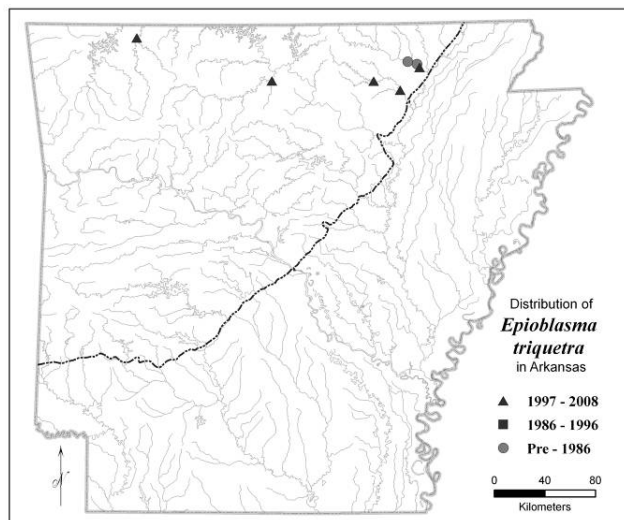 Distribution of
Epioblasma
triquetra
in Arkansas
1997 - 2008
1986 - 1996
Pre - 1986
0 40 80
Kilometers
N